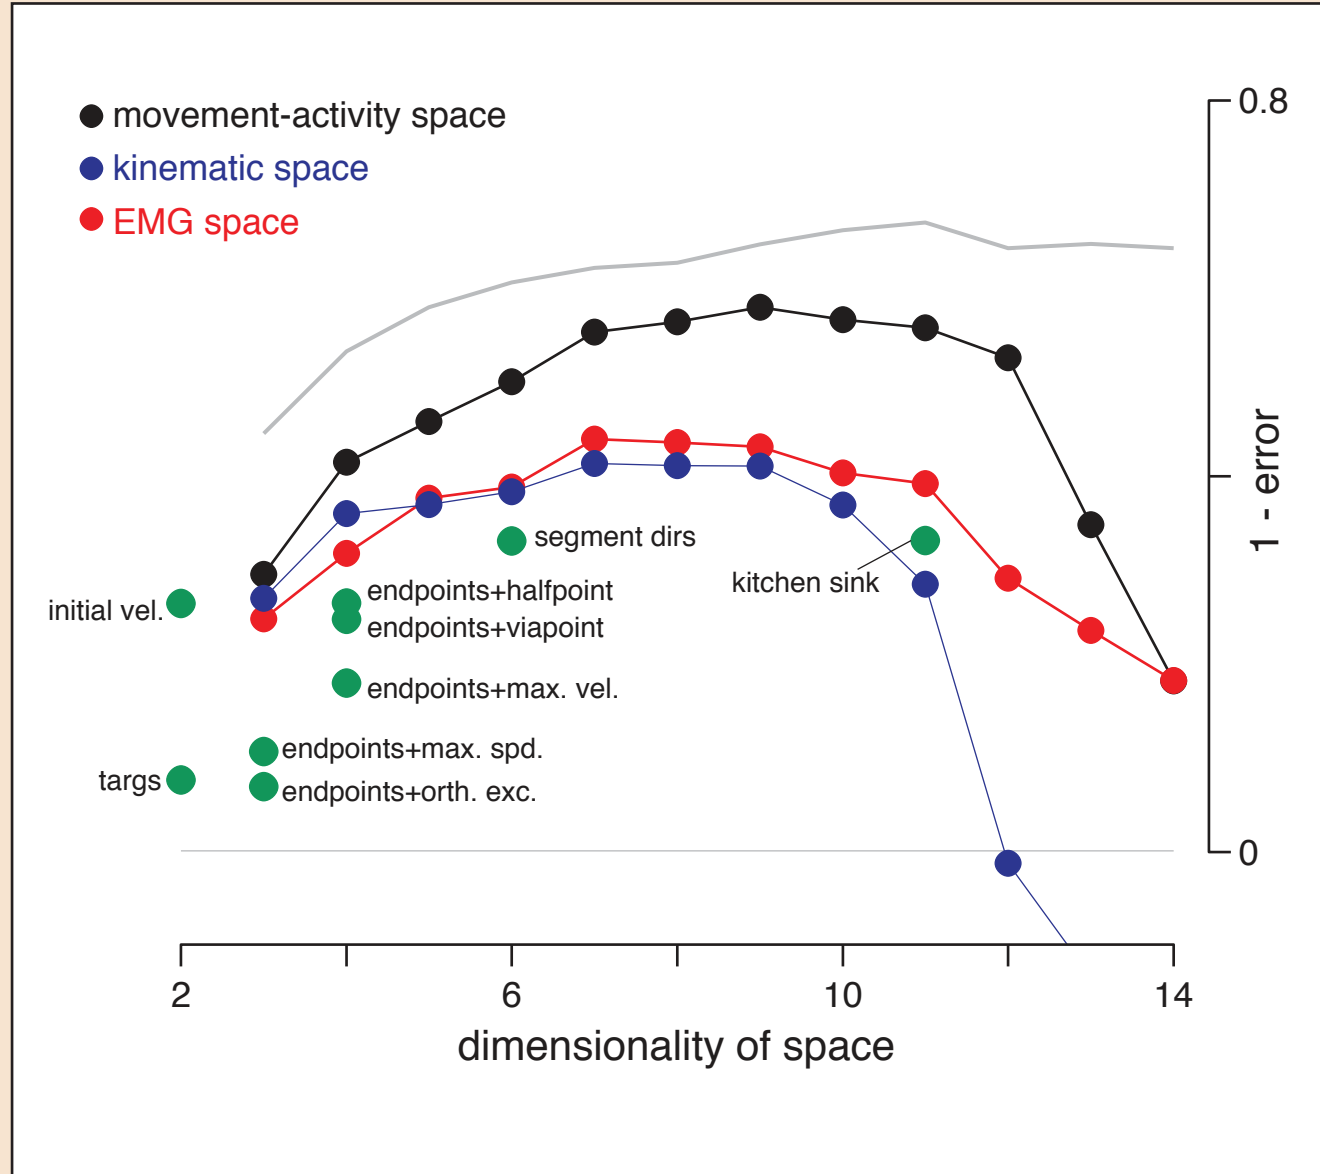 0.8
movement-activity space
kinematic space
EMG space
1 - error
segment dirs
kitchen sink
endpoints+halfpoint
initial vel.
endpoints+viapoint
endpoints+max. vel.
endpoints+max. spd.
targs
endpoints+orth. exc.
0
2 6 10 14
dimensionality of space